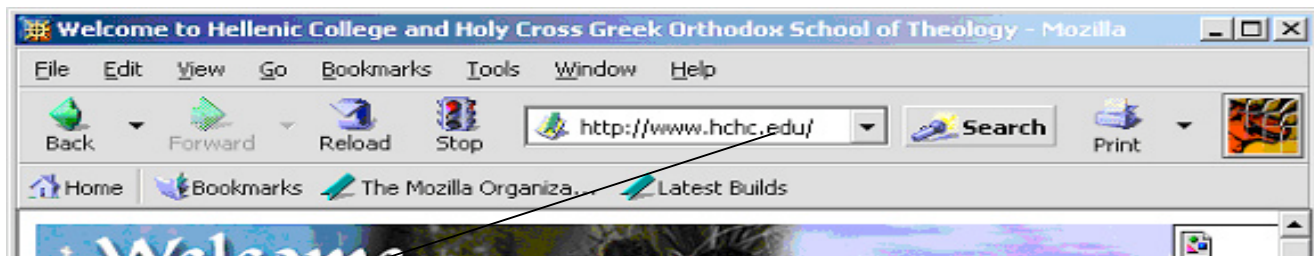 Welcome to Hellenic College and Holy Cross Greek Orthodox School of Theology - Mozilla
File Edit View Go Bookmarks Tools Window Help
Back Forward Reload Stop http://www.hchc.edu/ Search Print
Home Bookmarks The Mozilla Organiza... Latest Builds
Welcome